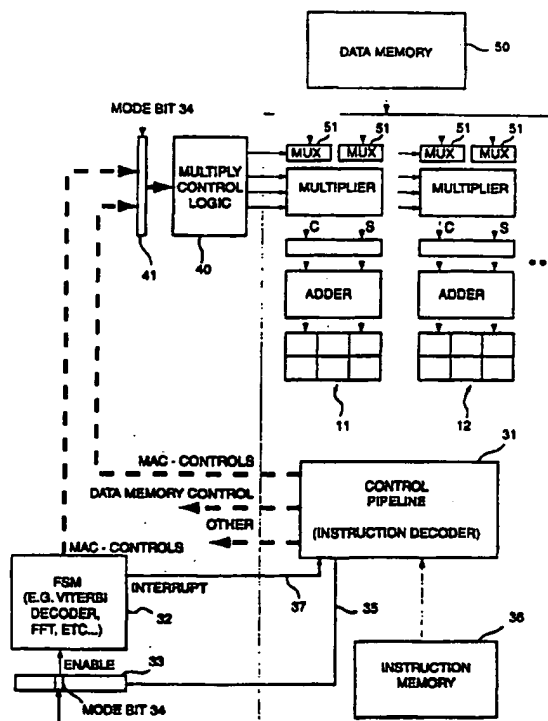 DATA MEMORY
50
MODE BIT 34
51
51
51
51
MUX
MUX
MUX
MUX
MULTIPLY
CONTROL
LOGIC
MULTIPLIER
MULTIPLIER
41
40
C
S
C
S
ADDER
ADDER
11
12
31
MAC - CONTROLS
DATA MEMORY CONTROL
OTHER
CONTROL
PIPELINE
(INSTRUCTION DECODER)
MAC - CONTROLS
FSM
(E.G. VITERBI
DECODER,
FFT, ETC...)
INTERRUPT
32
37
35
36
ENABLE
33
MODE BIT 34
INSTRUCTION
MEMORY